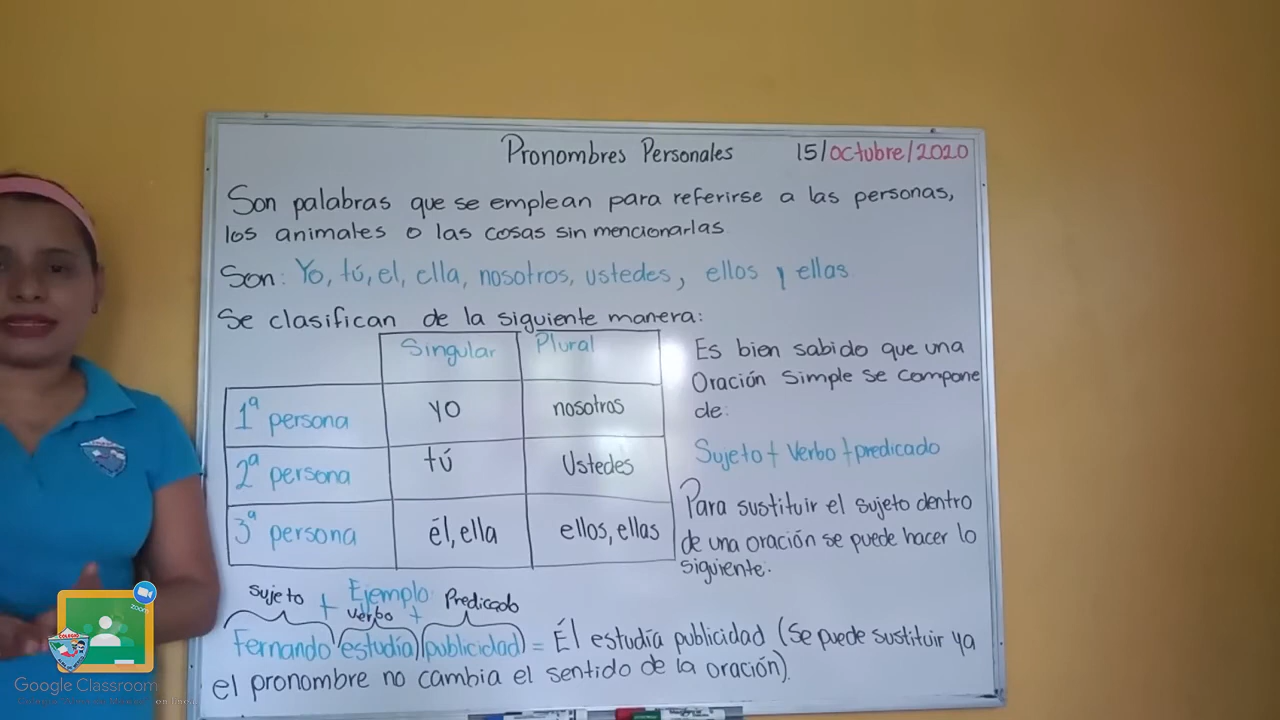 Pronombres Personales 15/octubre/2020
Son palabras que se emplean para referirse a las personas,
los animales o las cosas sin mencionarlas
Son: Yo, tú, el, ella, nosotros, ustedes, ellos y ellas
Se clasifican de la siguiente manera:
Singular Plural
1ª persona yo nosotros
2ª persona tú Ustedes
3ª persona él, ella ellos, ellas
Es bien sabido que una
Oración Simple Se compone
de:
Sujeto + Verbo + predicado
Para sustituir el sujeto dentro
de una oración se puede hacer lo
siguiente:
Ejemplo:
Sujeto + verbo + Predicado
Fernando estudía publicidad = Él estudía publicidad (Se puede sustituir ya
el pronombre no cambia el sentido de la oración).
COLEGIO
zoom
Google Classroom